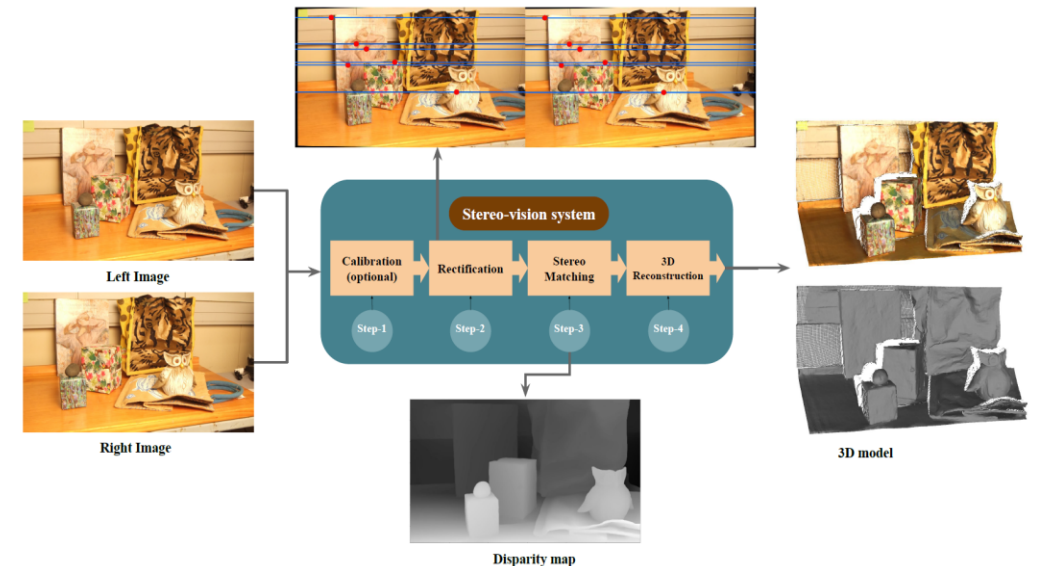 Left Image
Right Image
Stereo-vision system
Calibration
(optional)
Rectification
Stereo
Matching
3D
Reconstruction
Step-1
Step-2
Step-3
Step-4
Disparity map
3D model